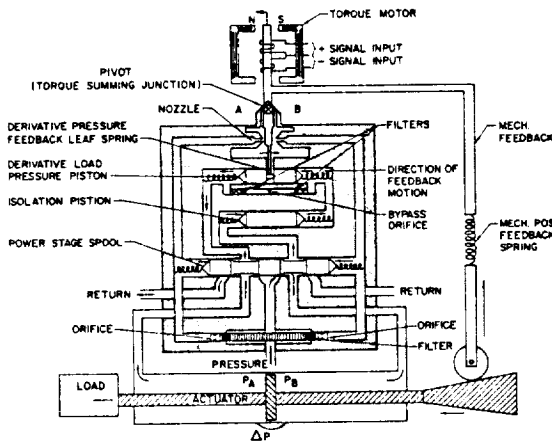 N S
TORQUE MOTOR
+ SIGNAL INPUT
- SIGNAL INPUT
PIVOT
(TORQUE SUMMING JUNCTION)
NOZZLE
A B
DERIVATIVE PRESSURE
FEEDBACK LEAF SPRING
FILTERS
MECH.
FEEDBACK
DERIVATIVE LOAD
PRESSURE PISTON
DIRECTION OF
FEEDBACK
MOTION
ISOLATION PISTION
BYPASS
ORIFICE
MECH. POS
FEEDBACK
SPRING
POWER STAGE SPOOL
RETURN
RETURN
ORIFICE
ORIFICE
FILTER
PRESSURE
PA PB
LOAD
ACTUATOR
ΔP